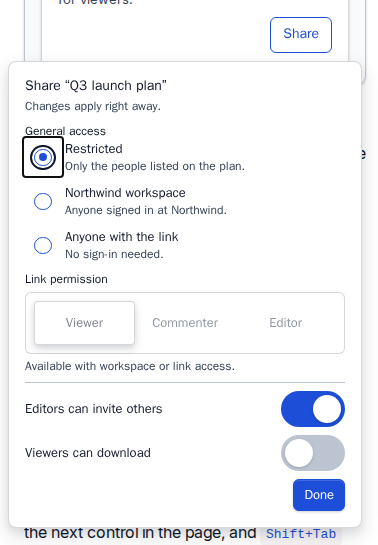 for viewers.
Share
Share “Q3 launch plan”
Changes apply right away.
General access
Restricted
Only the people listed on the plan.
Northwind workspace
Anyone signed in at Northwind.
Anyone with the link
No sign-in needed.
Link permission
Viewer Commenter Editor
Available with workspace or link access.
Editors can invite others
Viewers can download
Done
the next control in the page, and Shift+Tab